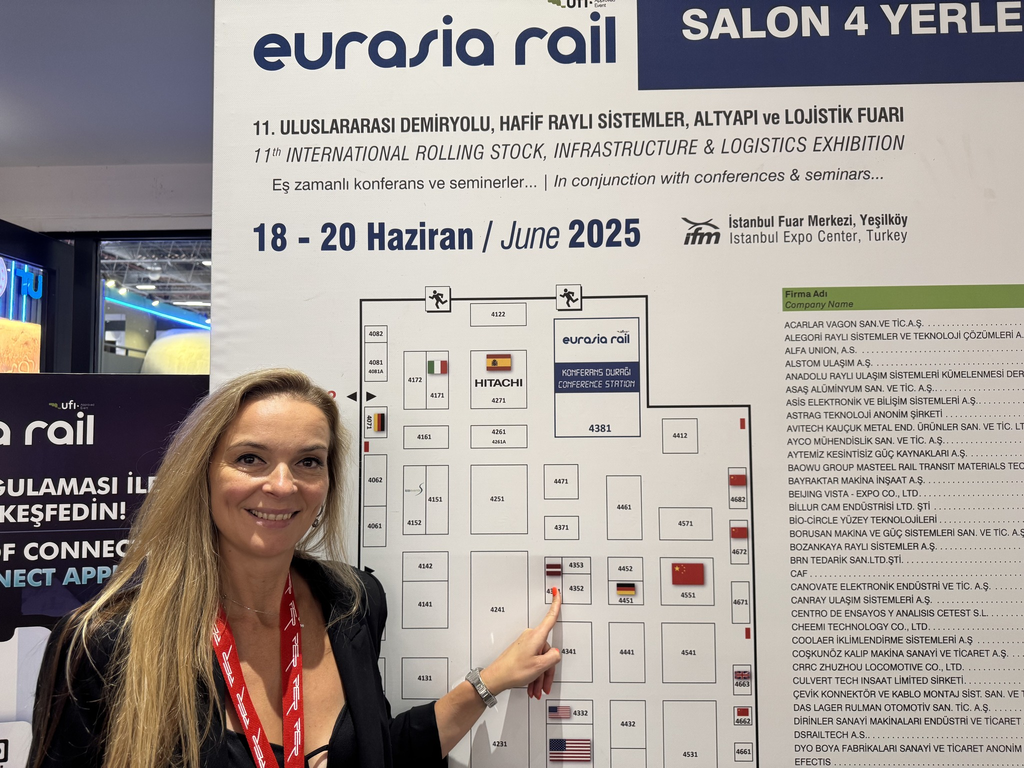 ufi
eurasia rail
SALON 4 YERLE
11. ULUSLARARASI DEMİRYOLU, HAFİF RAYLI SİSTEMLER, ALTYAPI ve LOJİSTİK FUARI
11th INTERNATIONAL ROLLING STOCK, INFRASTRUCTURE & LOGISTICS EXHIBITION
Eş zamanlı konferans ve seminerler... | In conjunction with conferences & seminars...
18 - 20 Haziran / June 2025
ifm
İstanbul Fuar Merkezi, Yeşilköy
Istanbul Expo Center, Turkey
4122
4082
4081
4081A
4172
4171
HITACHI
4271
eurasia rail
KONFERANS DURAĞI
CONFERENCE STATION
4381
4071
4161
4261
4261A
4412
4062
4061
4151
4152
4251
4471
4371
4461
4571
4682
4672
4142
4141
4241
4353
4352
4452
4451
4551
4671
4131
4341
4441
4541
4663
4332
4432
4662
4231
4531
4661
Firma Adı
Company Name
ACARLAR VAGON SAN.VE TİC.A.Ş.
ALEGORİ RAYLI SİSTEMLER VE TEKNOLOJİ ÇÖZÜMLERİ A.
ALFA UNION, A.S.
ALSTOM ULAŞIM A.Ş.
ANADOLU RAYLI ULAŞIM SİSTEMLERİ KÜMELENMESİ DER
ASAŞ ALÜMİNYUM SAN. VE TİC. A.Ş.
ASİS ELEKTRONİK VE BİLİŞİM SİSTEMLERİ A.Ş.
ASTRAG TEKNOLOJİ ANONİM ŞİRKETİ
AVITECH KAUÇUK METAL END. ÜRÜNLER SAN. VE TİC. LT
AYCO MÜHENDİSLİK SAN. VE TİC. A.Ş.
AYTEMİZ KESİNTİSİZ GÜÇ KAYNAKLARI A.Ş.
BAOWU GROUP MASTEEL RAIL TRANSIT MATERIALS TEC
BAYRAKTAR MAKİNA İNŞAAT A.Ş.
BEIJING VISTA - EXPO CO., LTD.
BİLLUR CAM ENDÜSTRİSİ LTD. ŞTİ
BİO-CİRCLE YÜZEY TEKNOLOJİLERİ
BORUSAN MAKİNA VE GÜÇ SİSTEMLERİ SAN. VE TİC. A.Ş
BOZANKAYA RAYLI SİSTEMLER A.Ş.
BRN TEDARİK SAN.LTD.ŞTİ.
CAF
CANOVATE ELEKTRONİK ENDÜSTRİ VE TİC. A.Ş.
CANRAY ULAŞIM SİSTEMLERİ A.Ş.
CENTRO DE ENSAYOS Y ANALISIS CETEST S.L.
CHEEMI TECHNOLOGY CO., LTD.
COOLAER İKLİMLENDİRME SİSTEMLERİ A.Ş
COŞKUNÖZ KALIP MAKİNA SANAYİ VE TİCARET A.Ş.
CRRC ZHUZHOU LOCOMOTIVE CO., LTD.
CULVERT TECH INSAAT LİMİTED SİRKETİ.
ÇEVİK KONNEKTÖR VE KABLO MONTAJ SİST. SAN. VE T
DAS LAGER RULMAN OTOMOTİV SAN. TİC. A.Ş.
DİRİNLER SANAYİ MAKİNALARI ENDÜSTRİ VE TİCARET
DSRAILTECH A.S.
DYO BOYA FABRİKALARI SANAYİ VE TİCARET ANONİM
EFECTIS
ufi
a rail
GULAMASI İLE
KEŞFEDİN!
OF CONNEC
NNECT APP